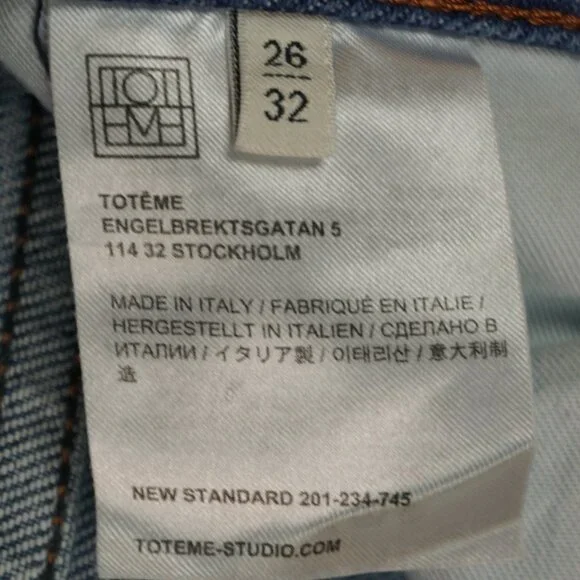 TOTEME
26
32
TOTÊME
ENGELBREKTSGATAN 5
114 32 STOCKHOLM
MADE IN ITALY / FABRIQUÉ EN ITALIE /
HERGESTELLT IN ITALIEN / СДЕЛАНО В
ИТАЛИИ / イタリア製 / 이태리산 / 意大利制
造
NEW STANDARD 201-234-745
TOTEME-STUDIO.COM